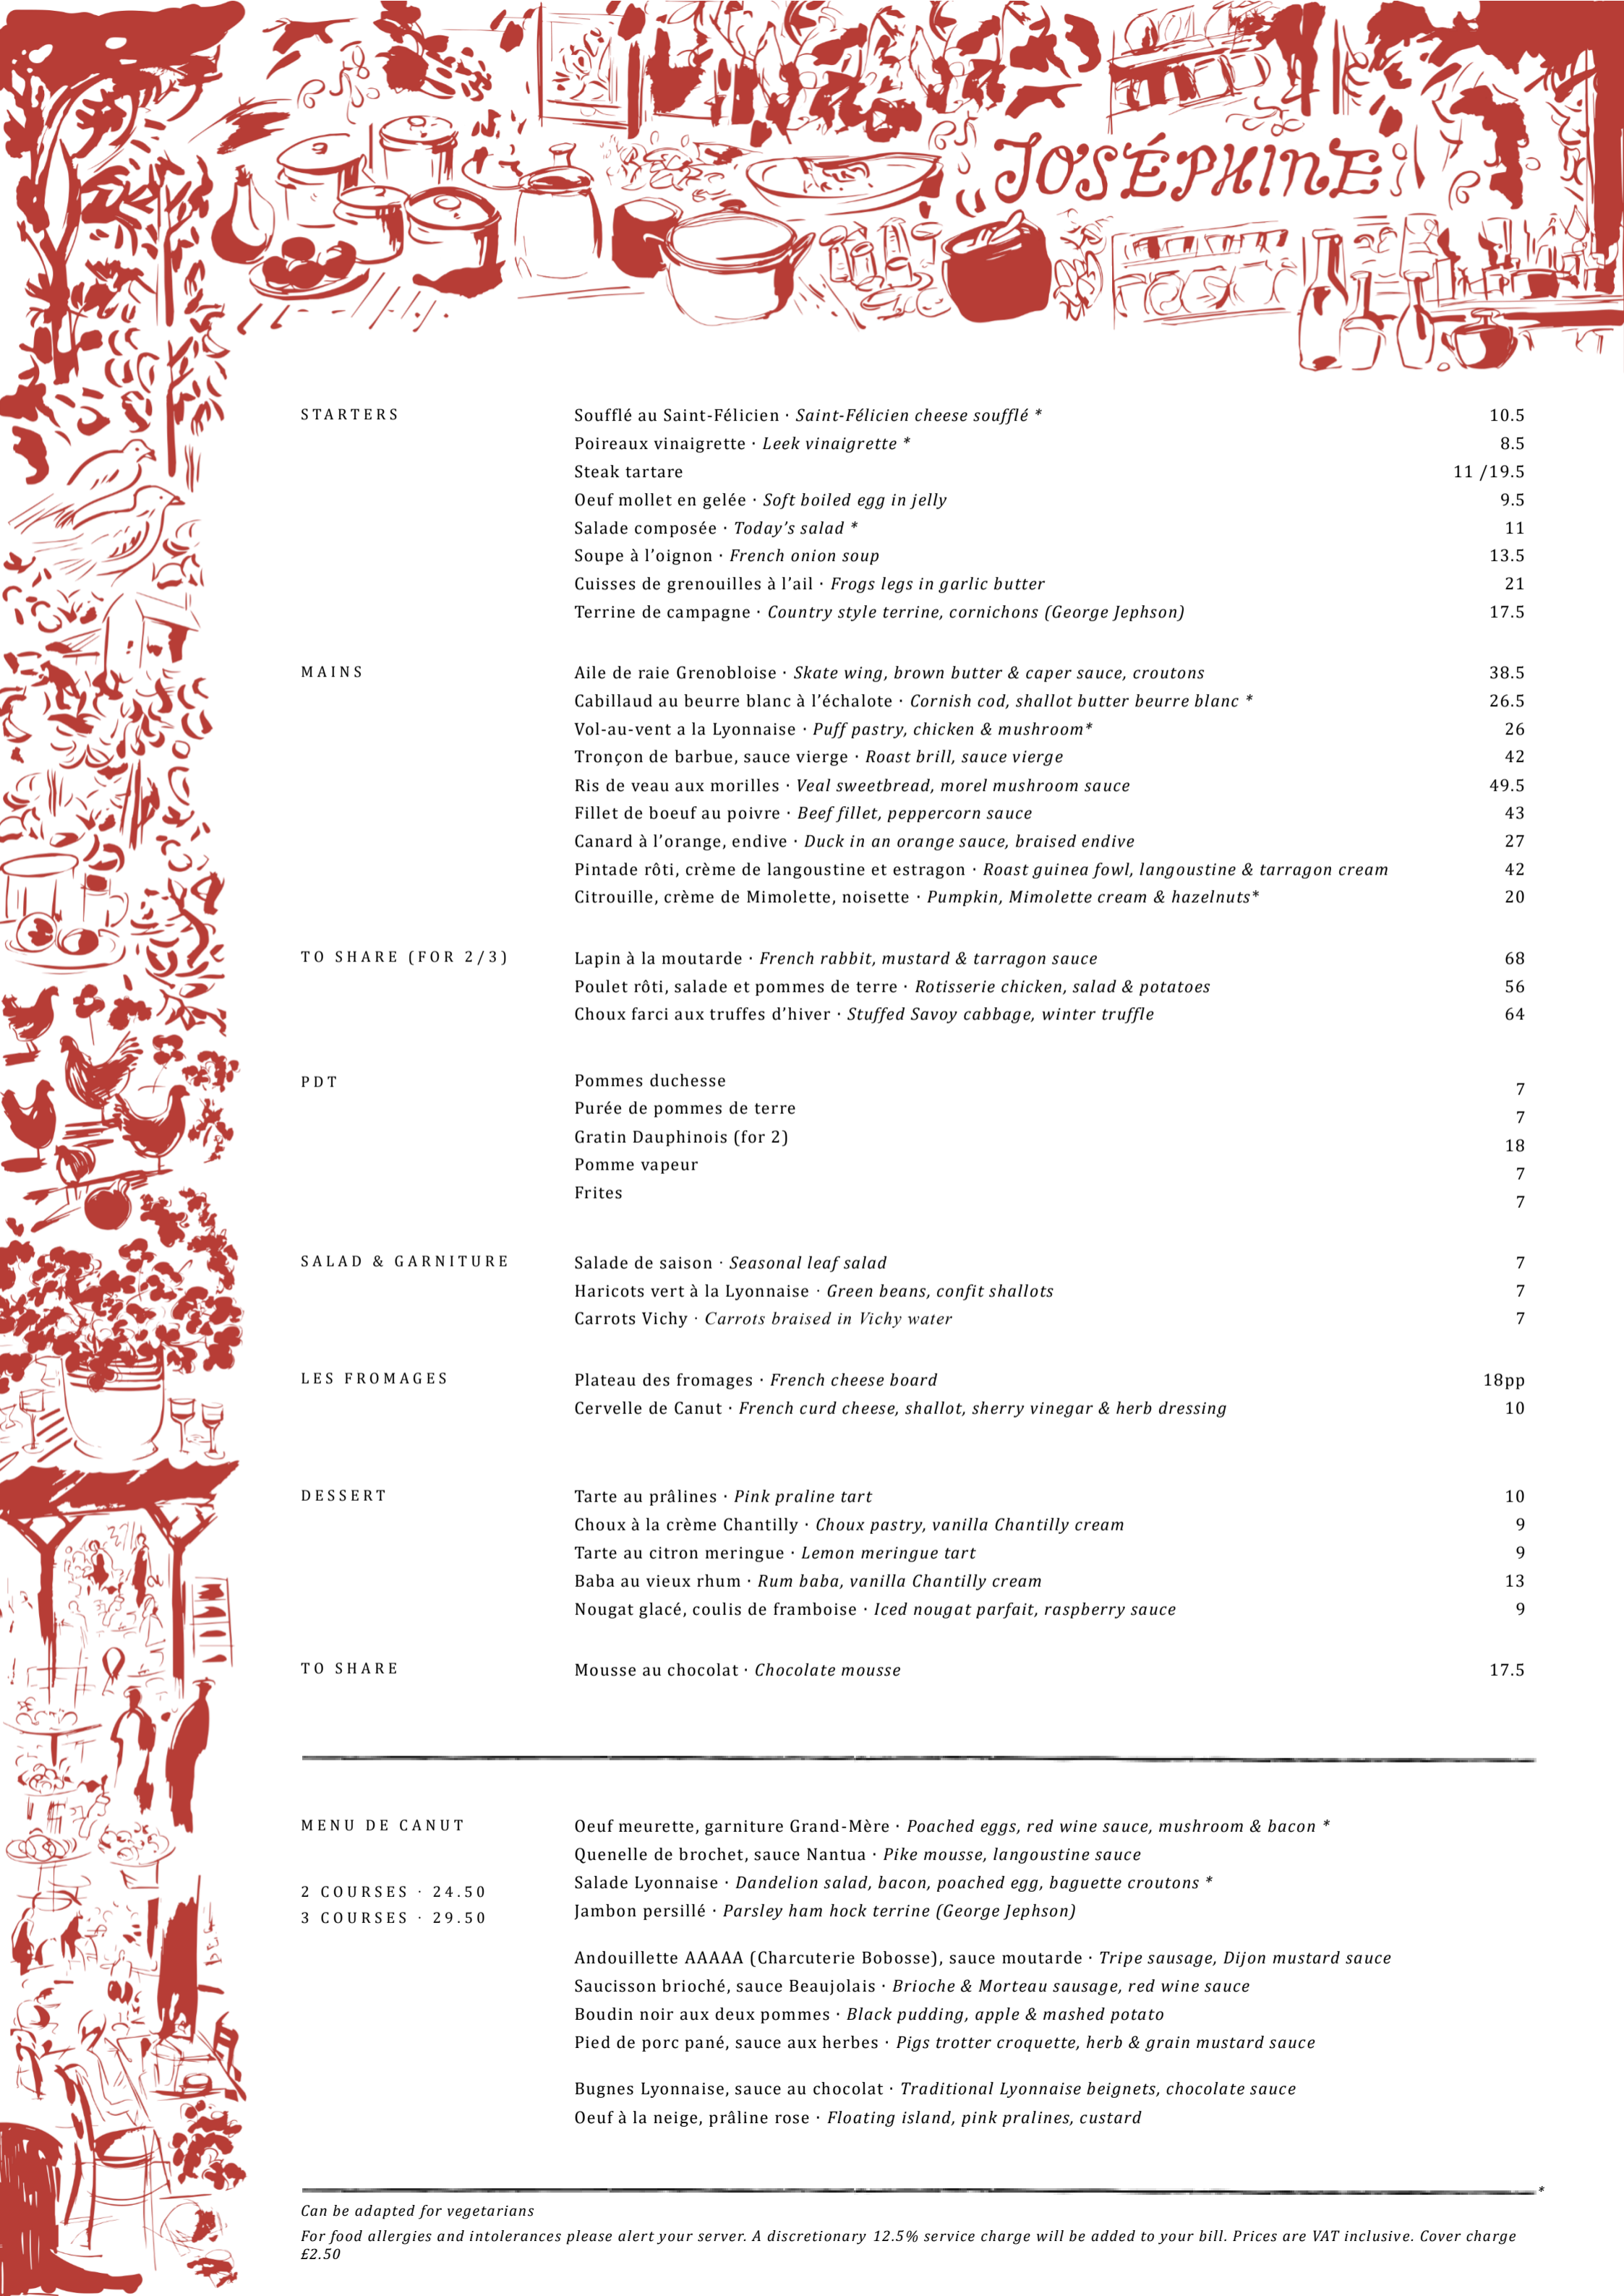 JOSÉPHINE
STARTERS
Soufflé au Saint-Félicien · Saint-Félicien cheese soufflé * 10.5
Poireaux vinaigrette · Leek vinaigrette * 8.5
Steak tartare 11 /19.5
Oeuf mollet en gelée · Soft boiled egg in jelly 9.5
Salade composée · Today’s salad * 11
Soupe à l’oignon · French onion soup 13.5
Cuisses de grenouilles à l’ail · Frogs legs in garlic butter 21
Terrine de campagne · Country style terrine, cornichons (George Jephson) 17.5
MAINS
Aile de raie Grenobloise · Skate wing, brown butter & caper sauce, croutons 38.5
Cabillaud au beurre blanc à l’échalote · Cornish cod, shallot butter beurre blanc * 26.5
Vol-au-vent a la Lyonnaise · Puff pastry, chicken & mushroom* 26
Tronçon de barbue, sauce vierge · Roast brill, sauce vierge 42
Ris de veau aux morilles · Veal sweetbread, morel mushroom sauce 49.5
Fillet de boeuf au poivre · Beef fillet, peppercorn sauce 43
Canard à l’orange, endive · Duck in an orange sauce, braised endive 27
Pintade rôti, crème de langoustine et estragon · Roast guinea fowl, langoustine & tarragon cream 42
Citrouille, crème de Mimolette, noisette · Pumpkin, Mimolette cream & hazelnuts* 20
TO SHARE (FOR 2/3)
Lapin à la moutarde · French rabbit, mustard & tarragon sauce 68
Poulet rôti, salade et pommes de terre · Rotisserie chicken, salad & potatoes 56
Choux farci aux truffes d’hiver · Stuffed Savoy cabbage, winter truffle 64
PDT
Pommes duchesse 7
Purée de pommes de terre 7
Gratin Dauphinois (for 2) 18
Pomme vapeur 7
Frites 7
SALAD & GARNITURE
Salade de saison · Seasonal leaf salad 7
Haricots vert à la Lyonnaise · Green beans, confit shallots 7
Carrots Vichy · Carrots braised in Vichy water 7
LES FROMAGES
Plateau des fromages · French cheese board 18pp
Cervelle de Canut · French curd cheese, shallot, sherry vinegar & herb dressing 10
DESSERT
Tarte au prâlines · Pink praline tart 10
Choux à la crème Chantilly · Choux pastry, vanilla Chantilly cream 9
Tarte au citron meringue · Lemon meringue tart 9
Baba au vieux rhum · Rum baba, vanilla Chantilly cream 13
Nougat glacé, coulis de framboise · Iced nougat parfait, raspberry sauce 9
TO SHARE
Mousse au chocolat · Chocolate mousse 17.5
MENU DE CANUT
2 COURSES · 24.50
3 COURSES · 29.50
Oeuf meurette, garniture Grand-Mère · Poached eggs, red wine sauce, mushroom & bacon *
Quenelle de brochet, sauce Nantua · Pike mousse, langoustine sauce
Salade Lyonnaise · Dandelion salad, bacon, poached egg, baguette croutons *
Jambon persillé · Parsley ham hock terrine (George Jephson)
Andouillette AAAAA (Charcuterie Bobosse), sauce moutarde · Tripe sausage, Dijon mustard sauce
Saucisson brioché, sauce Beaujolais · Brioche & Morteau sausage, red wine sauce
Boudin noir aux deux pommes · Black pudding, apple & mashed potato
Pied de porc pané, sauce aux herbes · Pigs trotter croquette, herb & grain mustard sauce
Bugnes Lyonnaise, sauce au chocolat · Traditional Lyonnaise beignets, chocolate sauce
Oeuf à la neige, prâline rose · Floating island, pink pralines, custard
*
Can be adapted for vegetarians
For food allergies and intolerances please alert your server. A discretionary 12.5% service charge will be added to your bill. Prices are VAT inclusive. Cover charge
£2.50